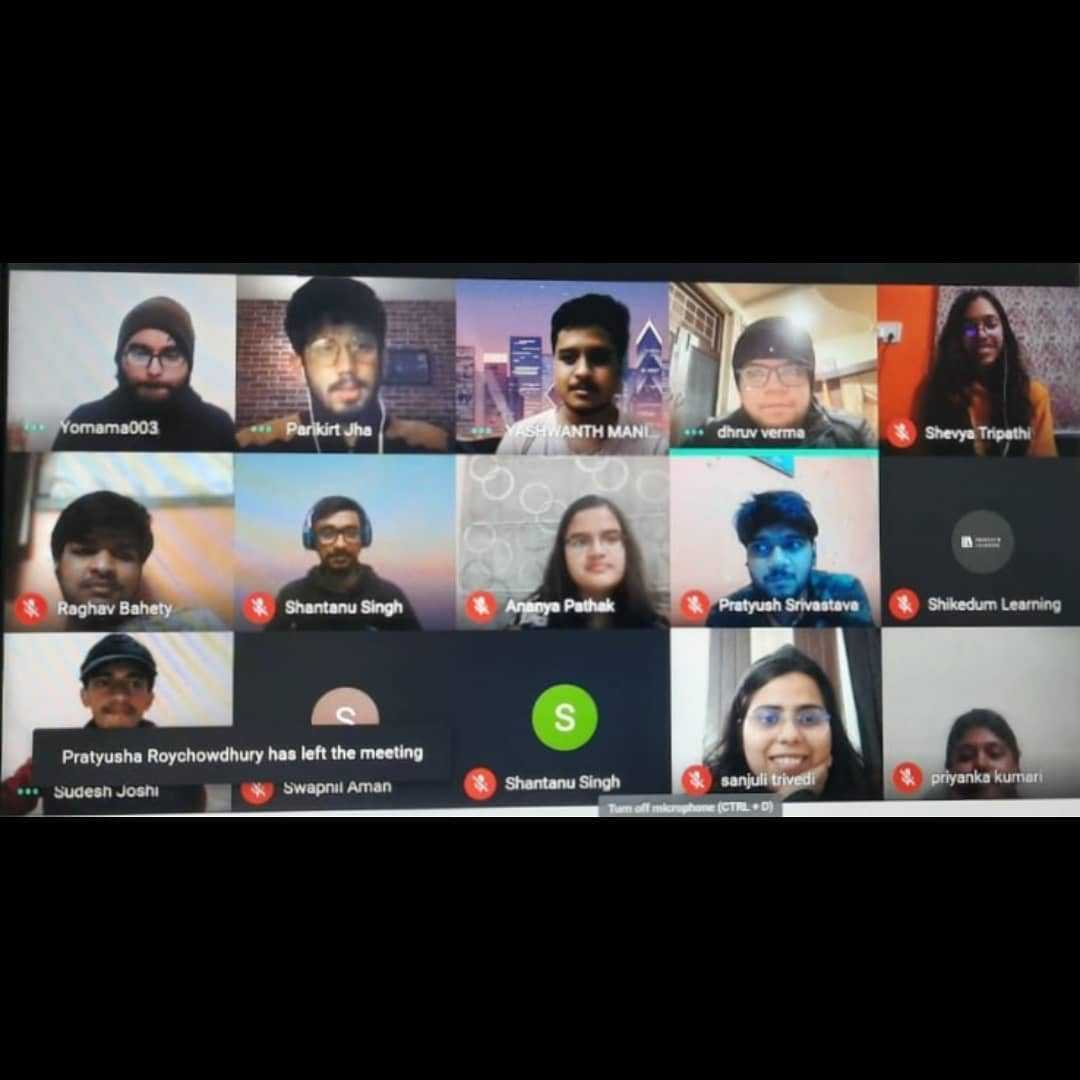 Yomama003
Parikirt Jha
YASHWANTH MANI...
dhruv verma
Shevya Tripathi
Raghav Bahety
Shantanu Singh
Ananya Pathak
Pratyush Srivastava
Shikedum Learning
Pratyusha Roychowdhury has left the meeting
Sudesh Joshi
S
Swapnil Aman
S
Shantanu Singh
sanjuli trivedi
priyanka kumari
Turn off microphone (CTRL + D)